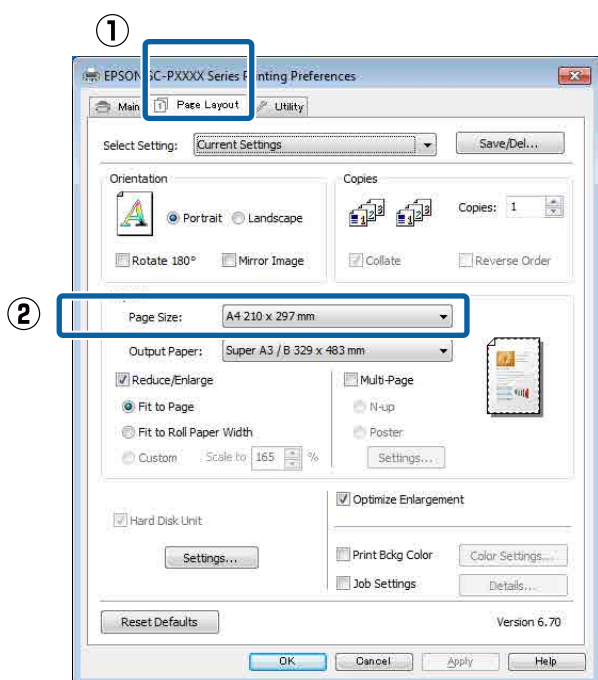 ①
EPSON SC-PXXXX Series Printing Preferences
Main Page Layout Utility
Select Setting: Current Settings Save/Del...
Orientation Copies
Portrait Landscape Copies: 1
Rotate 180° Mirror Image Collate Reverse Order
②
Page Size: A4 210 x 297 mm
Output Paper: Super A3 / B 329 x 483 mm
Reduce/Enlarge Multi-Page
Fit to Page N-up
Fit to Roll Paper Width Poster
Custom Scale to 165 % Settings...
Optimize Enlargement
Hard Disk Unit
Settings... Print Bckg Color Color Settings...
Job Settings Details...
Reset Defaults Version 6.70
OK Cancel Apply Help